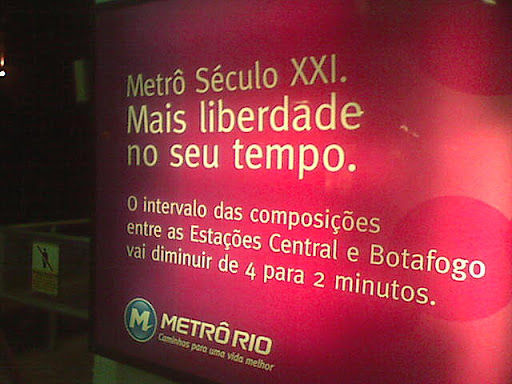 Metrô Século XXI.
Mais liberdade
no seu tempo.
O intervalo das composições
entre as Estações Central e Botafogo
vai diminuir de 4 para 2 minutos.
M METRÔ RIO
Caminhos para uma vida melhor